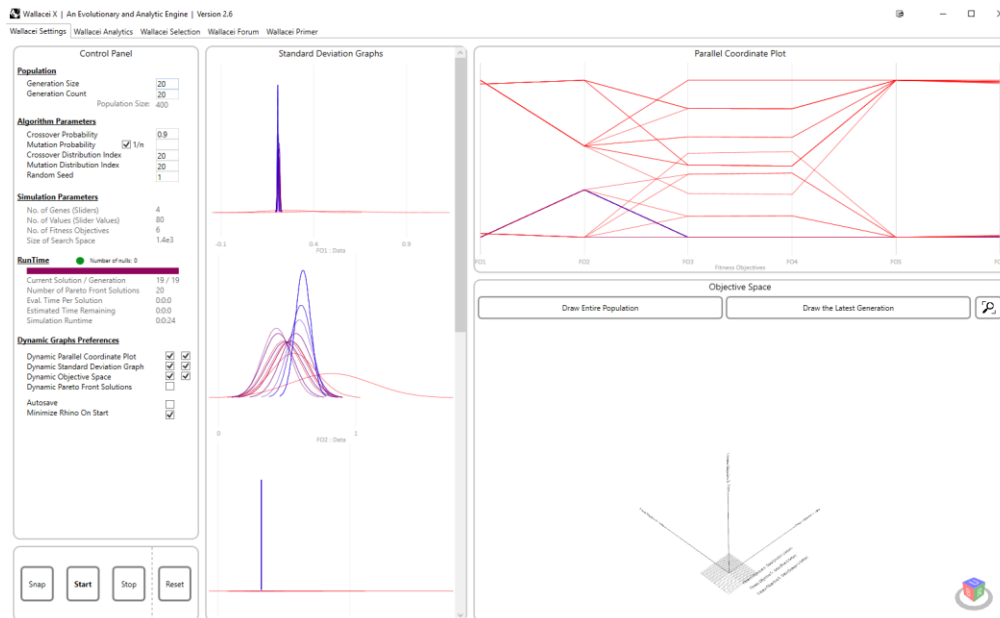 Wallacei X | An Evolutionary and Analytic Engine | Version 2.6
Wallacei Settings Wallacei Analytics Wallacei Selection Wallacei Forum Wallacei Primer
Control Panel
Population
Generation Size 20
Generation Count 20
Population Size: 400
Algorithm Parameters
Crossover Probability 0.9
Mutation Probability 1/n
Crossover Distribution Index 20
Mutation Distribution Index 20
Random Seed 1
Simulation Parameters
No. of Genes (Sliders) 4
No. of Values (Slider Values) 80
No. of Fitness Objectives 6
Size of Search Space 1.4e3
RunTime Number of nulls: 0
Current Solution / Generation 19 / 19
Number of Pareto Front Solutions 20
Eval. Time Per Solution 0:0:0
Estimated Time Remaining 0:0:0
Simulation Runtime 0:0:24
Dynamic Graphs Preferences
Dynamic Parallel Coordinate Plot
Dynamic Standard Deviation Graph
Dynamic Objective Space
Dynamic Pareto Front Solutions
Autosave
Minimize Rhino On Start
Snap Start Stop Reset
Standard Deviation Graphs
-0.1 0.4 0.9
FO1 : Data
0 1
FO2 : Data
Parallel Coordinate Plot
FO1 FO2 FO3 FO4 FO5
Fitness Objectives
Objective Space
Draw Entire Population Draw the Latest Generation